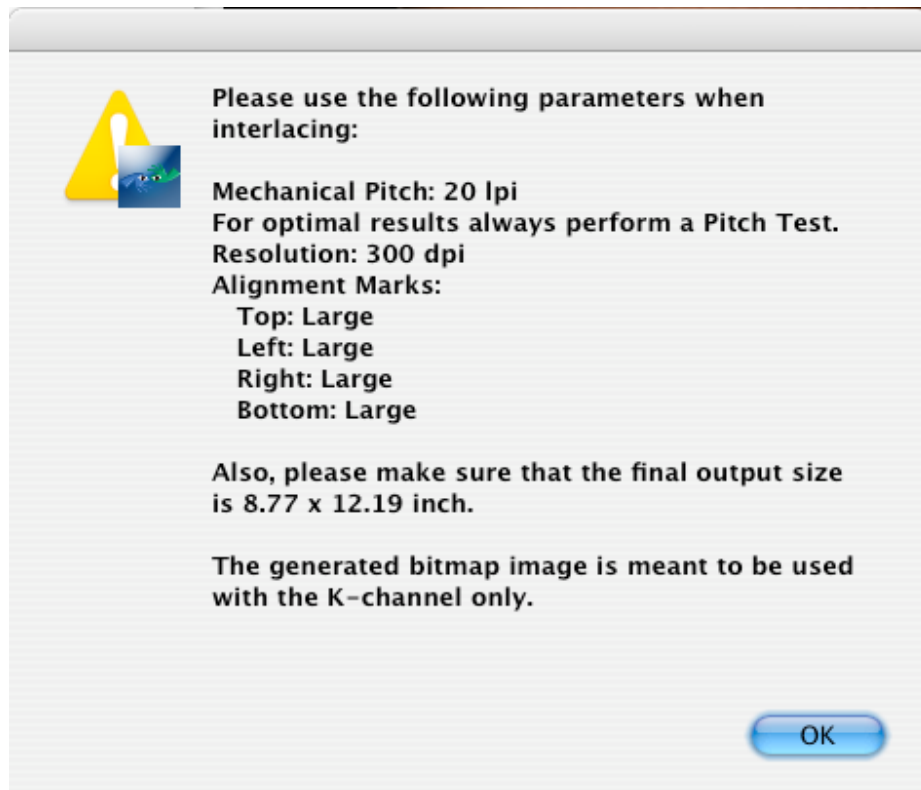 Please use the following parameters when
interlacing:
Mechanical Pitch: 20 lpi
For optimal results always perform a Pitch Test.
Resolution: 300 dpi
Alignment Marks:
Top: Large
Left: Large
Right: Large
Bottom: Large
Also, please make sure that the final output size
is 8.77 x 12.19 inch.
The generated bitmap image is meant to be used
with the K-channel only.
OK